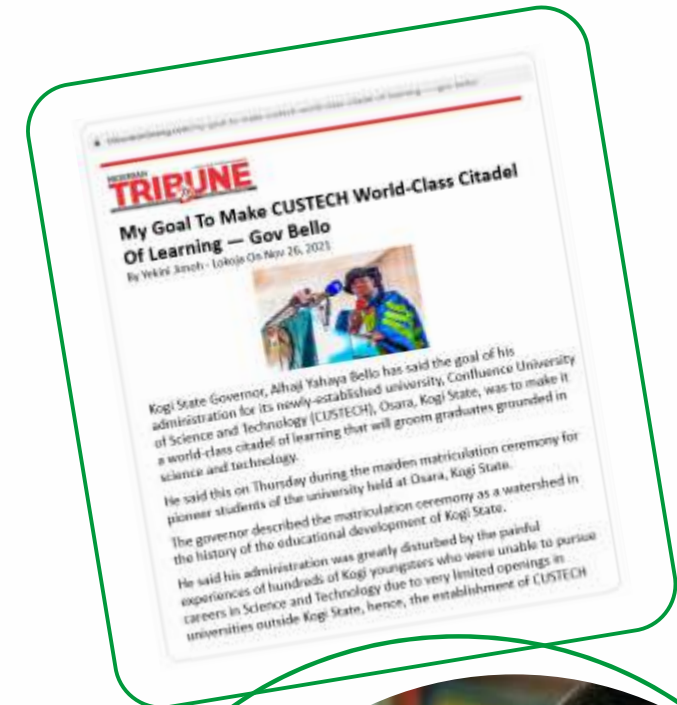 NIGERIAN
TRIBUNE
My Goal To Make CUSTECH World-Class Citadel
Of Learning — Gov Bello
By Yekini Jimoh - Lokoja On Nov 26, 2021
Kogi State Governor, Alhaji Yahaya Bello has said the goal of his
administration for its newly-established university, Confluence University
of Science and Technology (CUSTECH), Osara, Kogi State, was to make it
a world-class citadel of learning that will groom graduates grounded in
science and technology.
He said this on Thursday during the maiden matriculation ceremony for
pioneer students of the university held at Osara, Kogi State.
The governor described the matriculation ceremony as a watershed in
the history of the educational development of Kogi State.
He said his administration was greatly disturbed by the painful
experiences of hundreds of Kogi youngsters who were unable to pursue
careers in Science and Technology due to very limited openings in
universities outside Kogi State, hence, the establishment of CUSTECH